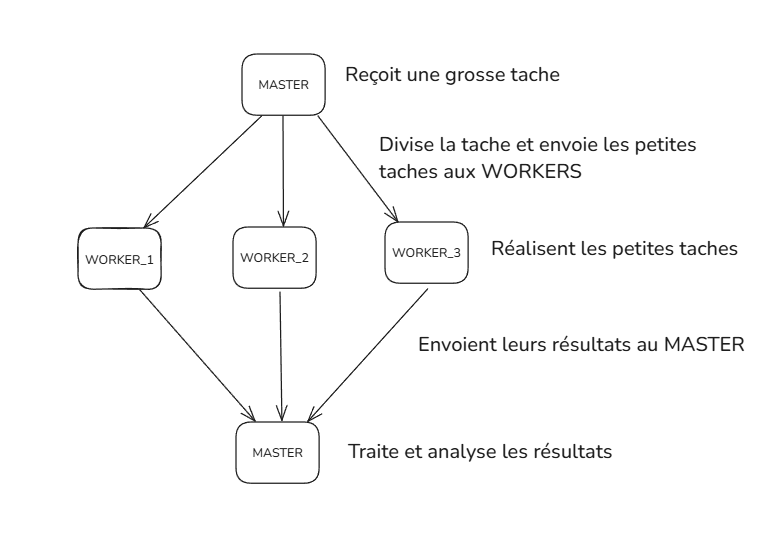 MASTER
Reçoit une grosse tache
Divise la tache et envoie les petites
taches aux WORKERS
WORKER_1
WORKER_2
WORKER_3
Réalisent les petites taches
Envoient leurs résultats au MASTER
MASTER
Traite et analyse les résultats